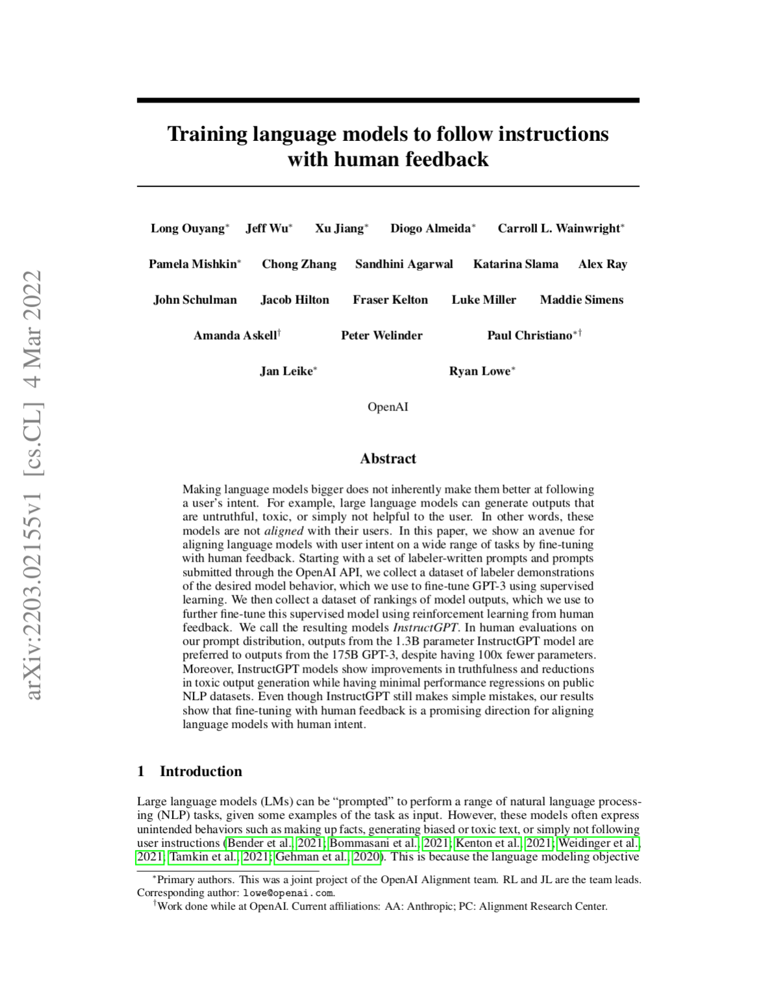 arXiv:2203.02155v1 [cs.CL] 4 Mar 2022
Training language models to follow instructions
with human feedback
Long Ouyang* Jeff Wu* Xu Jiang* Diogo Almeida* Carroll L. Wainwright*
Pamela Mishkin* Chong Zhang Sandhini Agarwal Katarina Slama Alex Ray
John Schulman Jacob Hilton Fraser Kelton Luke Miller Maddie Simens
Amanda Askell† Peter Welinder Paul Christiano*†
Jan Leike* Ryan Lowe*
OpenAI
Abstract
Making language models bigger does not inherently make them better at following
a user's intent. For example, large language models can generate outputs that
are untruthful, toxic, or simply not helpful to the user. In other words, these
models are not aligned with their users. In this paper, we show an avenue for
aligning language models with user intent on a wide range of tasks by fine-tuning
with human feedback. Starting with a set of labeler-written prompts and prompts
submitted through the OpenAI API, we collect a dataset of labeler demonstrations
of the desired model behavior, which we use to fine-tune GPT-3 using supervised
learning. We then collect a dataset of rankings of model outputs, which we use to
further fine-tune this supervised model using reinforcement learning from human
feedback. We call the resulting models InstructGPT. In human evaluations on
our prompt distribution, outputs from the 1.3B parameter InstructGPT model are
preferred to outputs from the 175B GPT-3, despite having 100x fewer parameters.
Moreover, InstructGPT models show improvements in truthfulness and reductions
in toxic output generation while having minimal performance regressions on public
NLP datasets. Even though InstructGPT still makes simple mistakes, our results
show that fine-tuning with human feedback is a promising direction for aligning
language models with human intent.
1 Introduction
Large language models (LMs) can be “prompted” to perform a range of natural language process-
ing (NLP) tasks, given some examples of the task as input. However, these models often express
unintended behaviors such as making up facts, generating biased or toxic text, or simply not following
user instructions (Bender et al., 2021; Bommasani et al., 2021; Kenton et al., 2021; Weidinger et al.,
2021; Tamkin et al., 2021; Gehman et al., 2020). This is because the language modeling objective
*Primary authors. This was a joint project of the OpenAI Alignment team. RL and JL are the team leads.
Corresponding author: lowe@openai.com.
†Work done while at OpenAI. Current affiliations: AA: Anthropic; PC: Alignment Research Center.